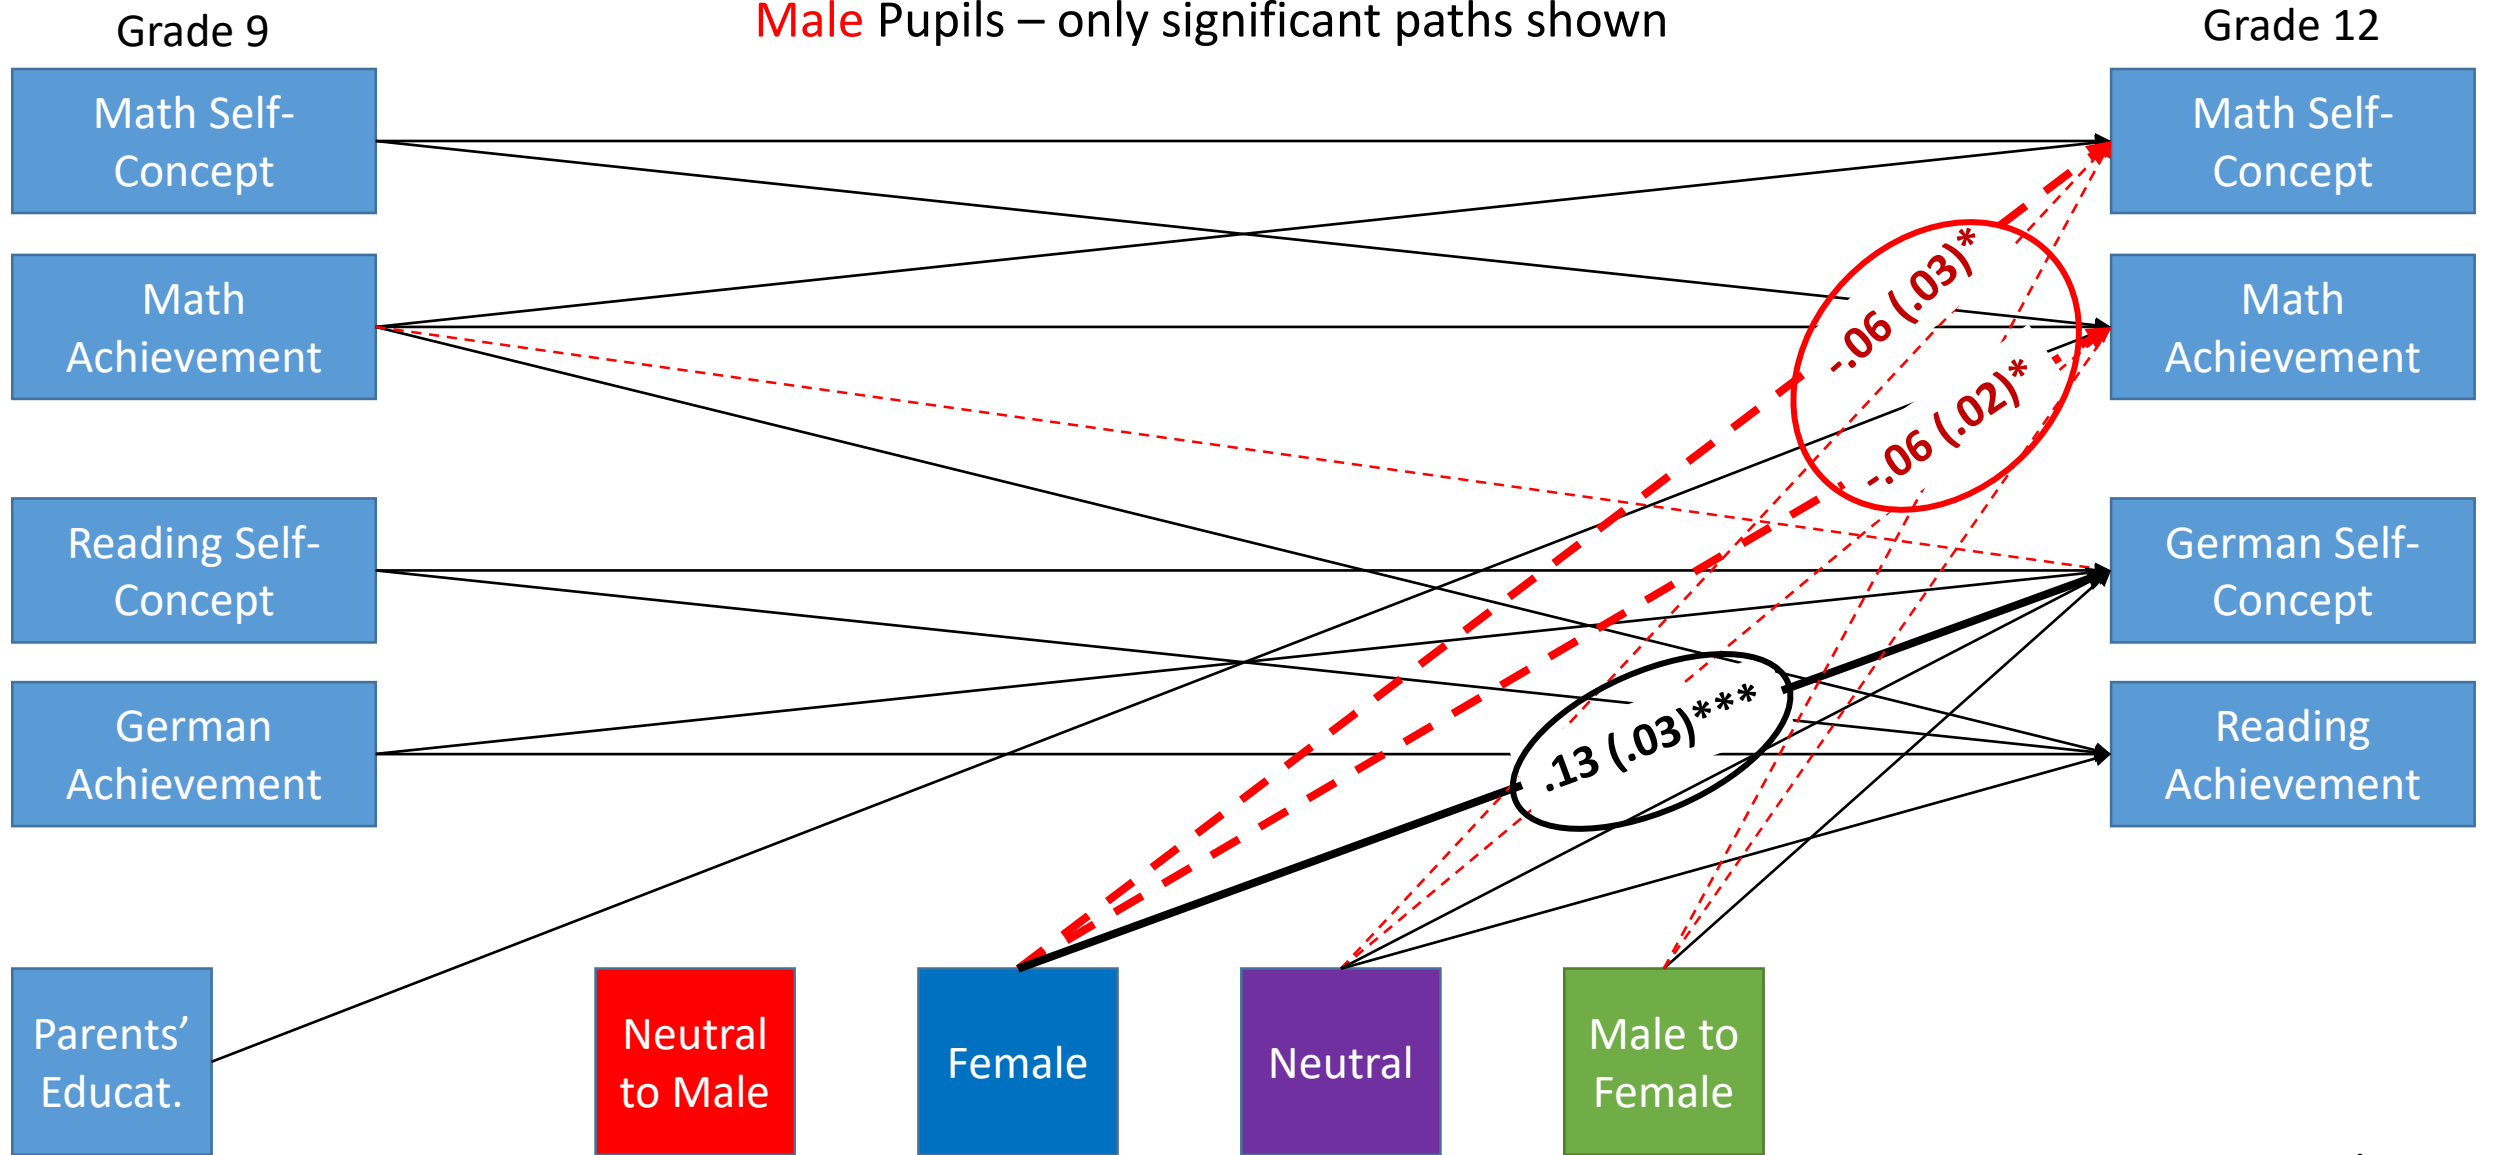 Male Pupils – only significant paths shown
Grade 9
Grade 12
Math Self-
Concept
Math Self-
Concept
-.06 (.03)*
Math
Achievement
Math
Achievement
-.06 (.02)*
Reading Self-
Concept
German Self-
Concept
German
Achievement
.13 (.03)***
Reading
Achievement
Parents’
Educat.
Neutral
to Male
Female
Neutral
Male to
Female